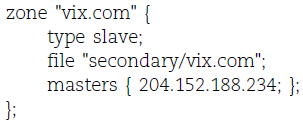 zone "vix.com" {
type slave;
file "secondary/vix.com";
masters { 204.152.188.234; };
};